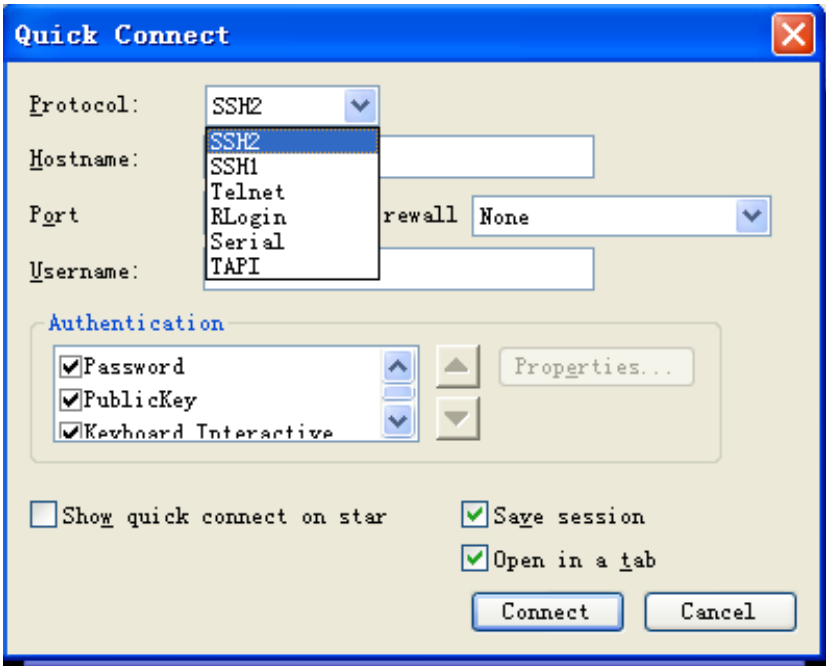 Quick Connect
Protocol: SSH2
SSH2
Hostname:
SSH1
Telnet
Port rewall None
RLogin
Serial
Username:
TAPI
Authentication
Password
PublicKey
Keyboard Interactive
Properties...
Show quick connect on star
Save session
Open in a tab
Connect Cancel